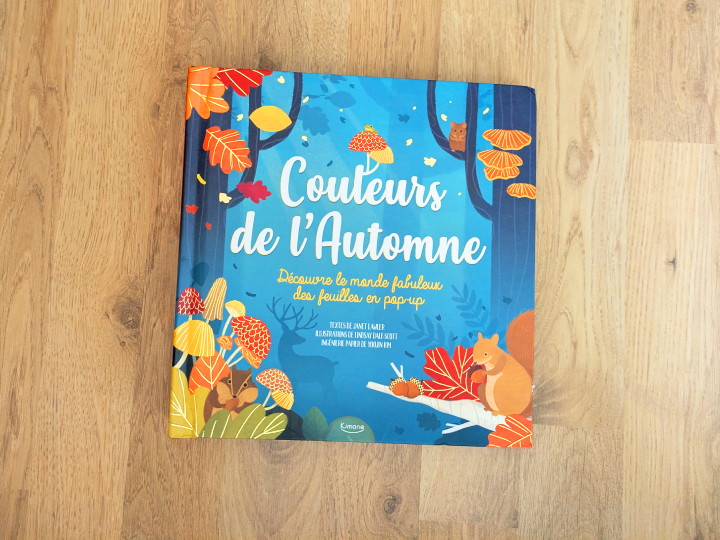 Couleurs
de l'Automne
Découvre le monde fabuleux
des feuilles en pop-up
TEXTES DE JANET LAWLER
ILLUSTRATIONS DE LINDSAY DALE SCOTT
INGÉNIERIE PAPIER DE YOOJIN KIM
Kimane